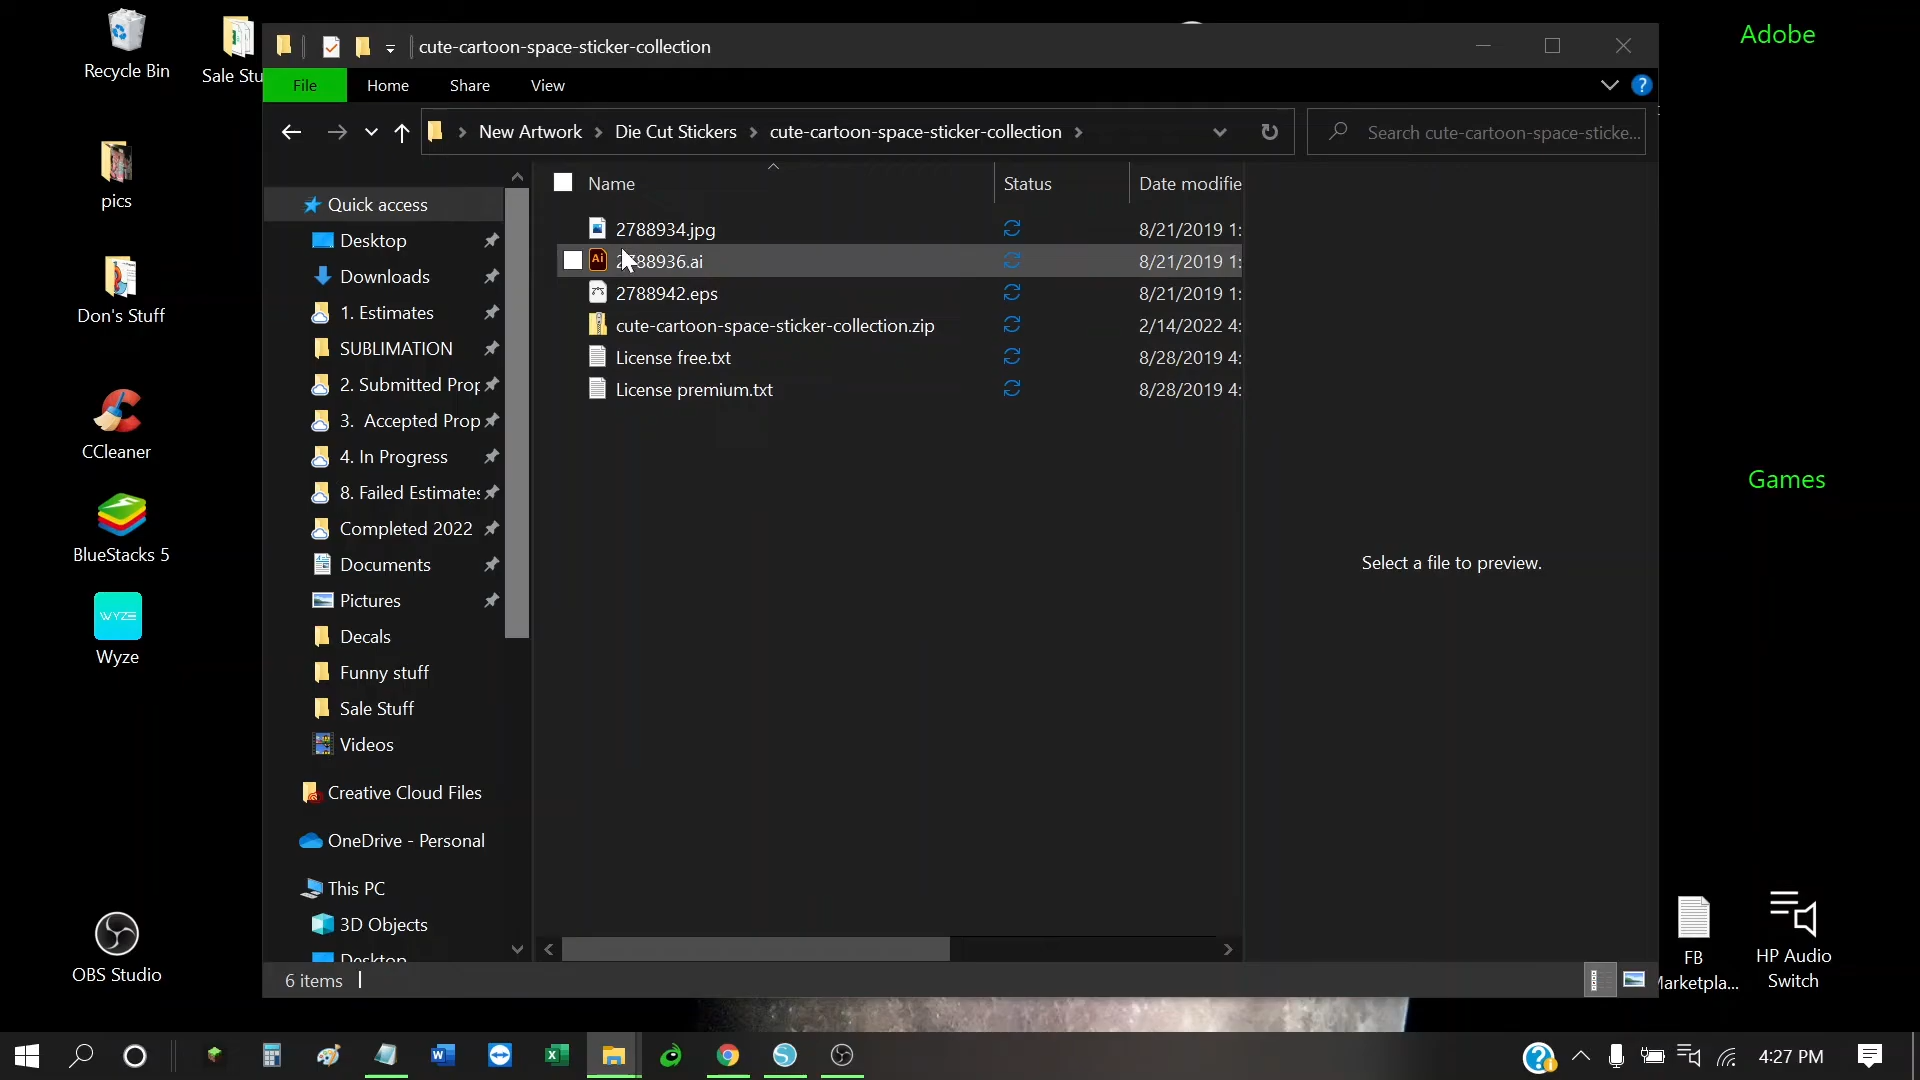 Recycle Bin
Sale Stu
cute-cartoon-space-sticker-collection
Adobe
File
Home
Share
View
New Artwork
Die Cut Stickers
cute-cartoon-space-sticker-collection
Search cute-cartoon-space-sticke...
pics
Don's Stuff
CCleaner
BlueStacks 5
WYZE
Wyze
OBS Studio
Quick access
Desktop
Downloads
1. Estimates
SUBLIMATION
2. Submitted Prop
3. Accepted Prop
4. In Progress
8. Failed Estimates
Completed 2022
Documents
Pictures
Decals
Funny stuff
Sale Stuff
Videos
Creative Cloud Files
OneDrive - Personal
This PC
3D Objects
Desktop
Name
Status
Date modifie
2788934.jpg
8/21/2019 1:
Ai
88936.ai
8/21/2019 1:
2788942.eps
8/21/2019 1:
cute-cartoon-space-sticker-collection.zip
2/14/2022 4:
License free.txt
8/28/2019 4:
License premium.txt
8/28/2019 4:
Select a file to preview.
Games
6 items
FB
Marketpla...
HP Audio
Switch
4:27 PM